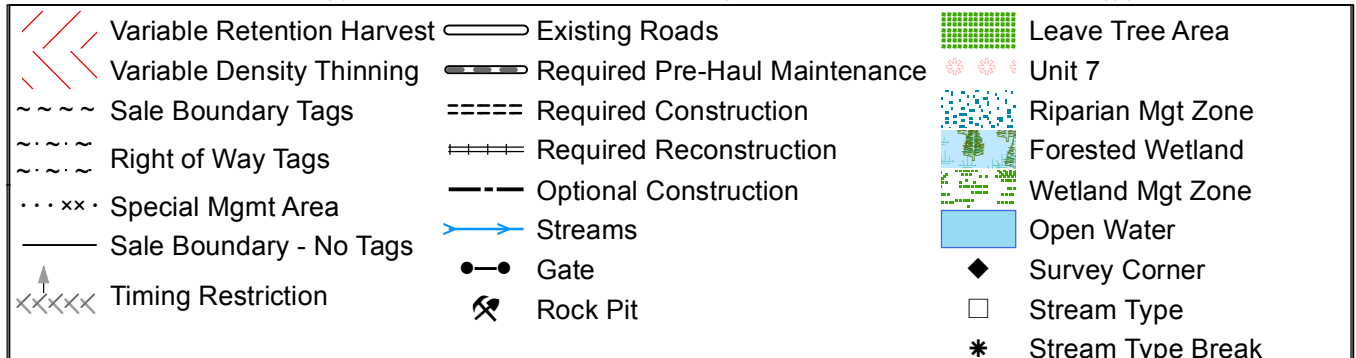 Variable Retention Harvest
Variable Density Thinning
Sale Boundary Tags
Right of Way Tags
Special Mgmt Area
Sale Boundary - No Tags
Timing Restriction
Existing Roads
Required Pre-Haul Maintenance
Required Construction
Required Reconstruction
Optional Construction
Streams
Gate
Rock Pit
Leave Tree Area
Unit 7
Riparian Mgt Zone
Forested Wetland
Wetland Mgt Zone
Open Water
Survey Corner
Stream Type
Stream Type Break